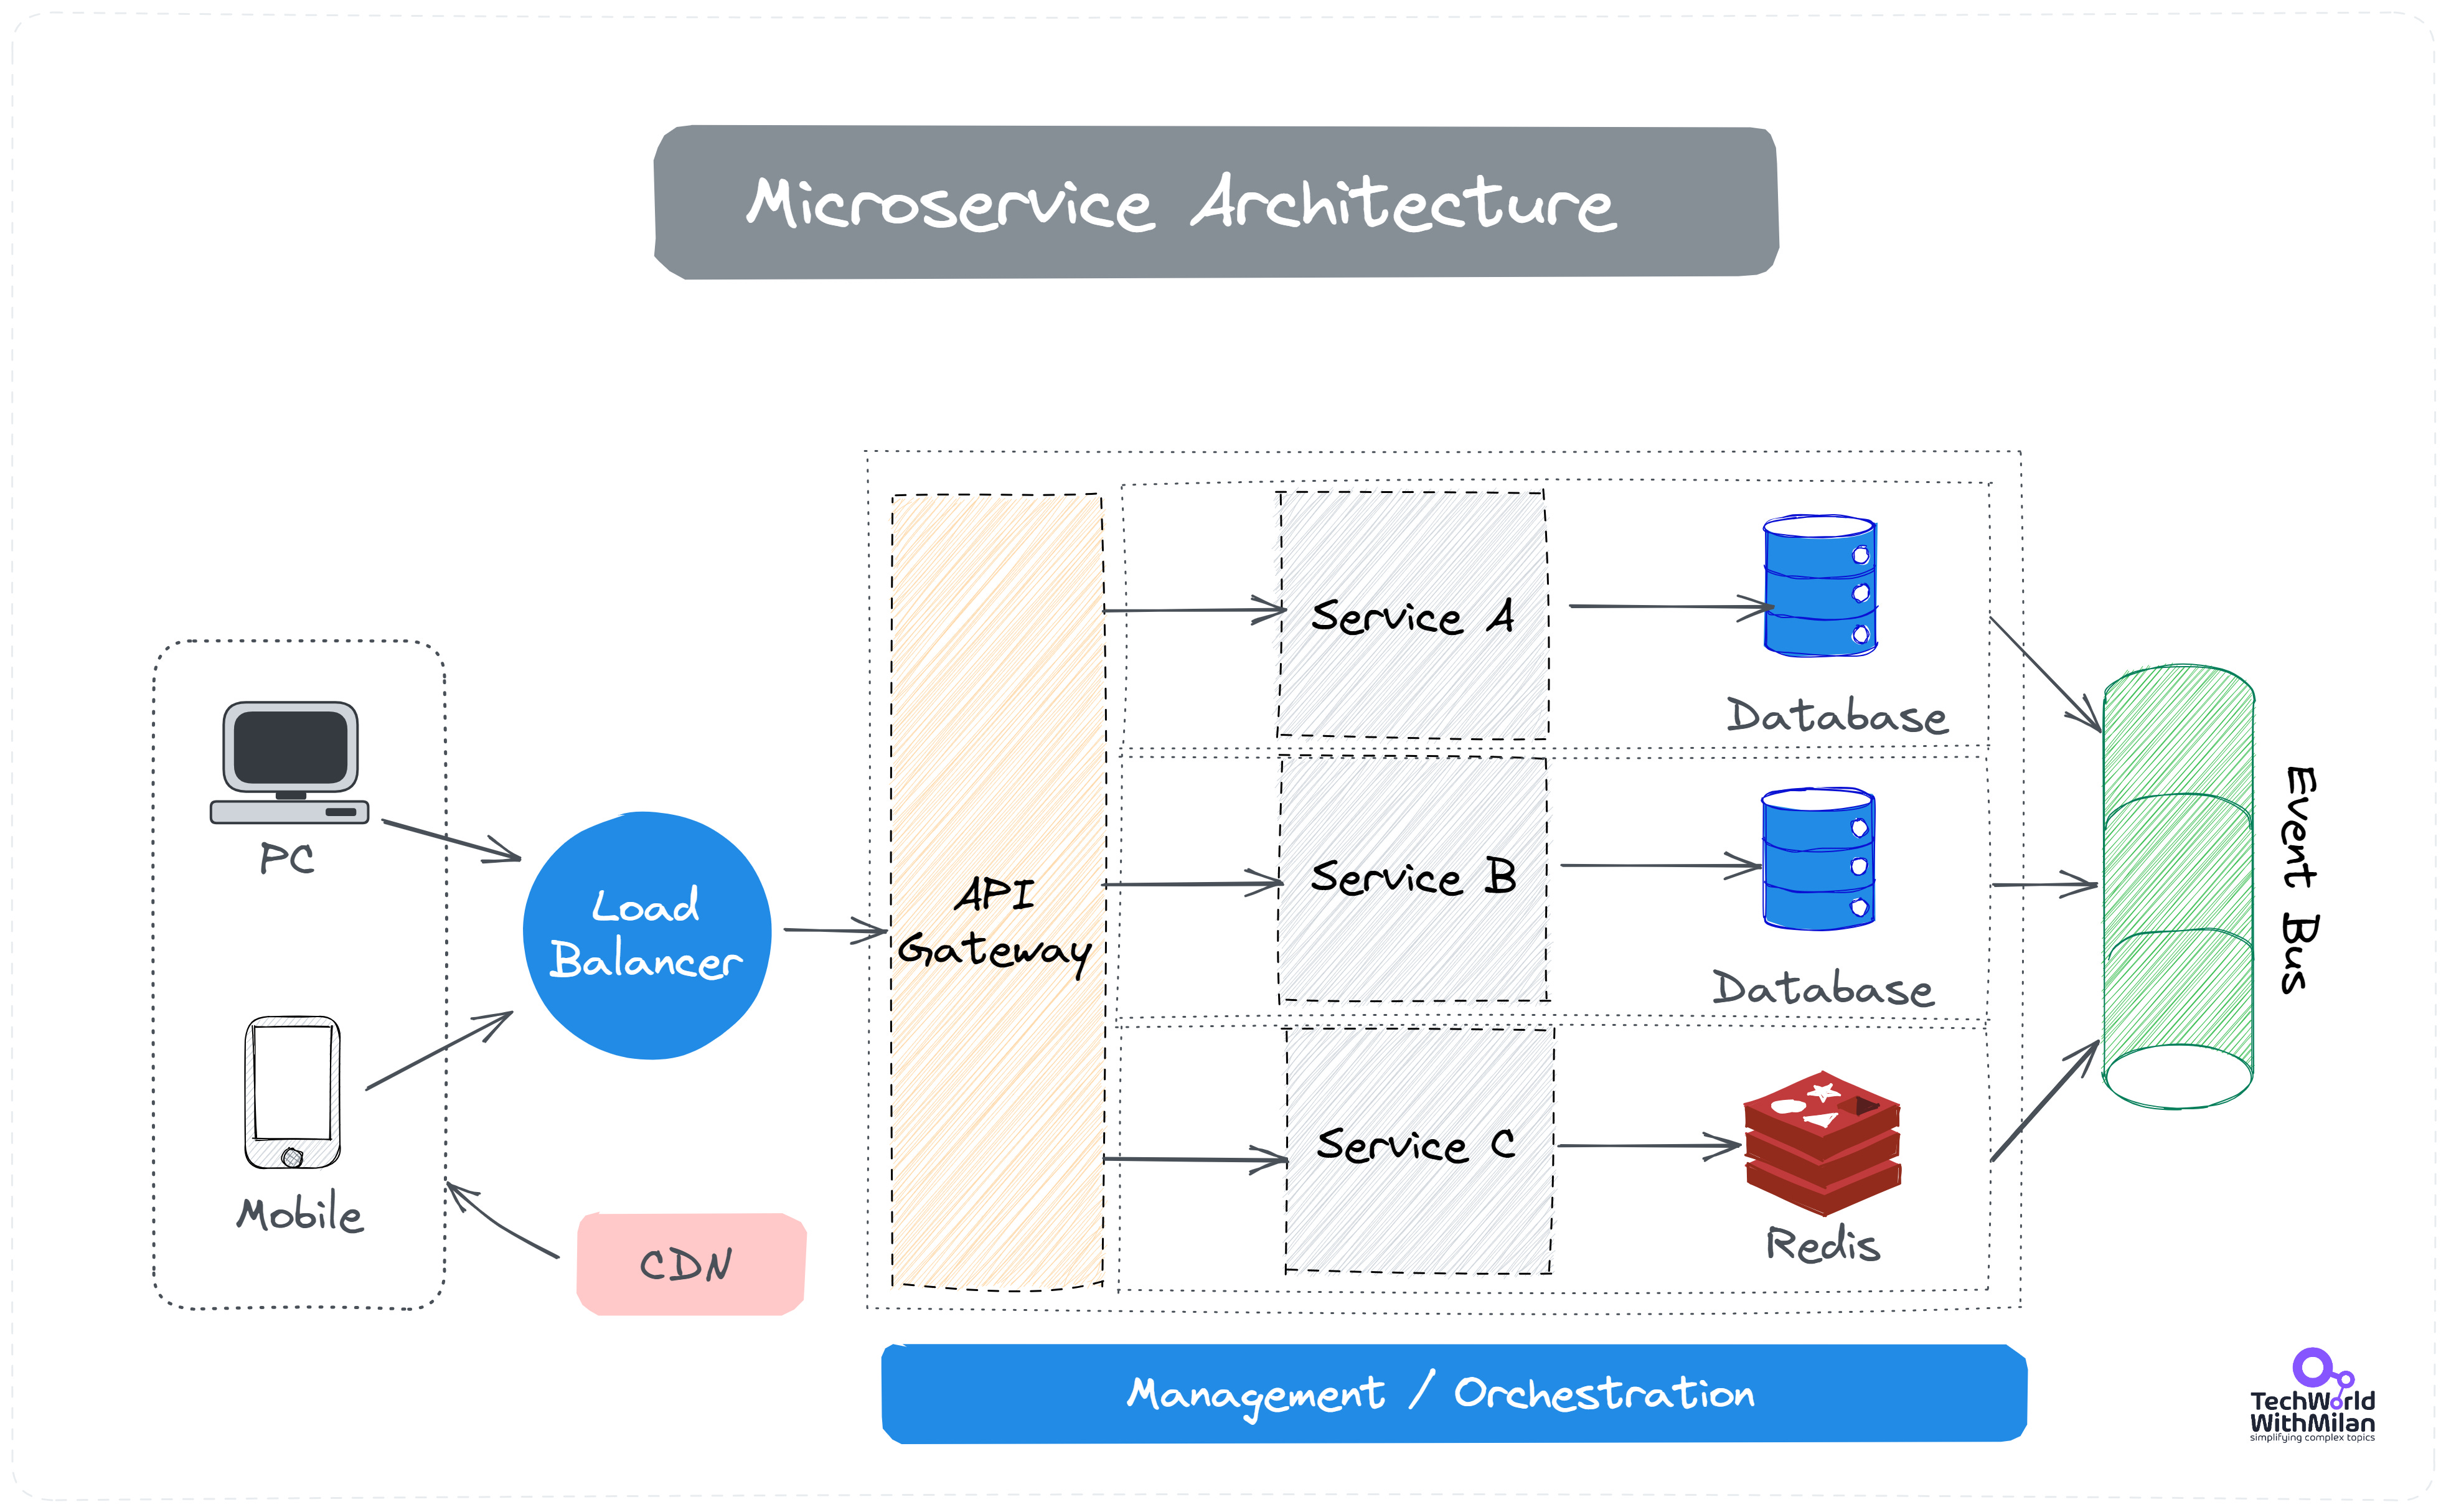 Microservice Architecture
PC
Mobile
Load
Balancer
CDN
API
Gateway
Service A
Database
Service B
Database
Service C
Redis
Event Bus
Management / Orchestration
TechWorld
WithMilan
simplifying complex topics